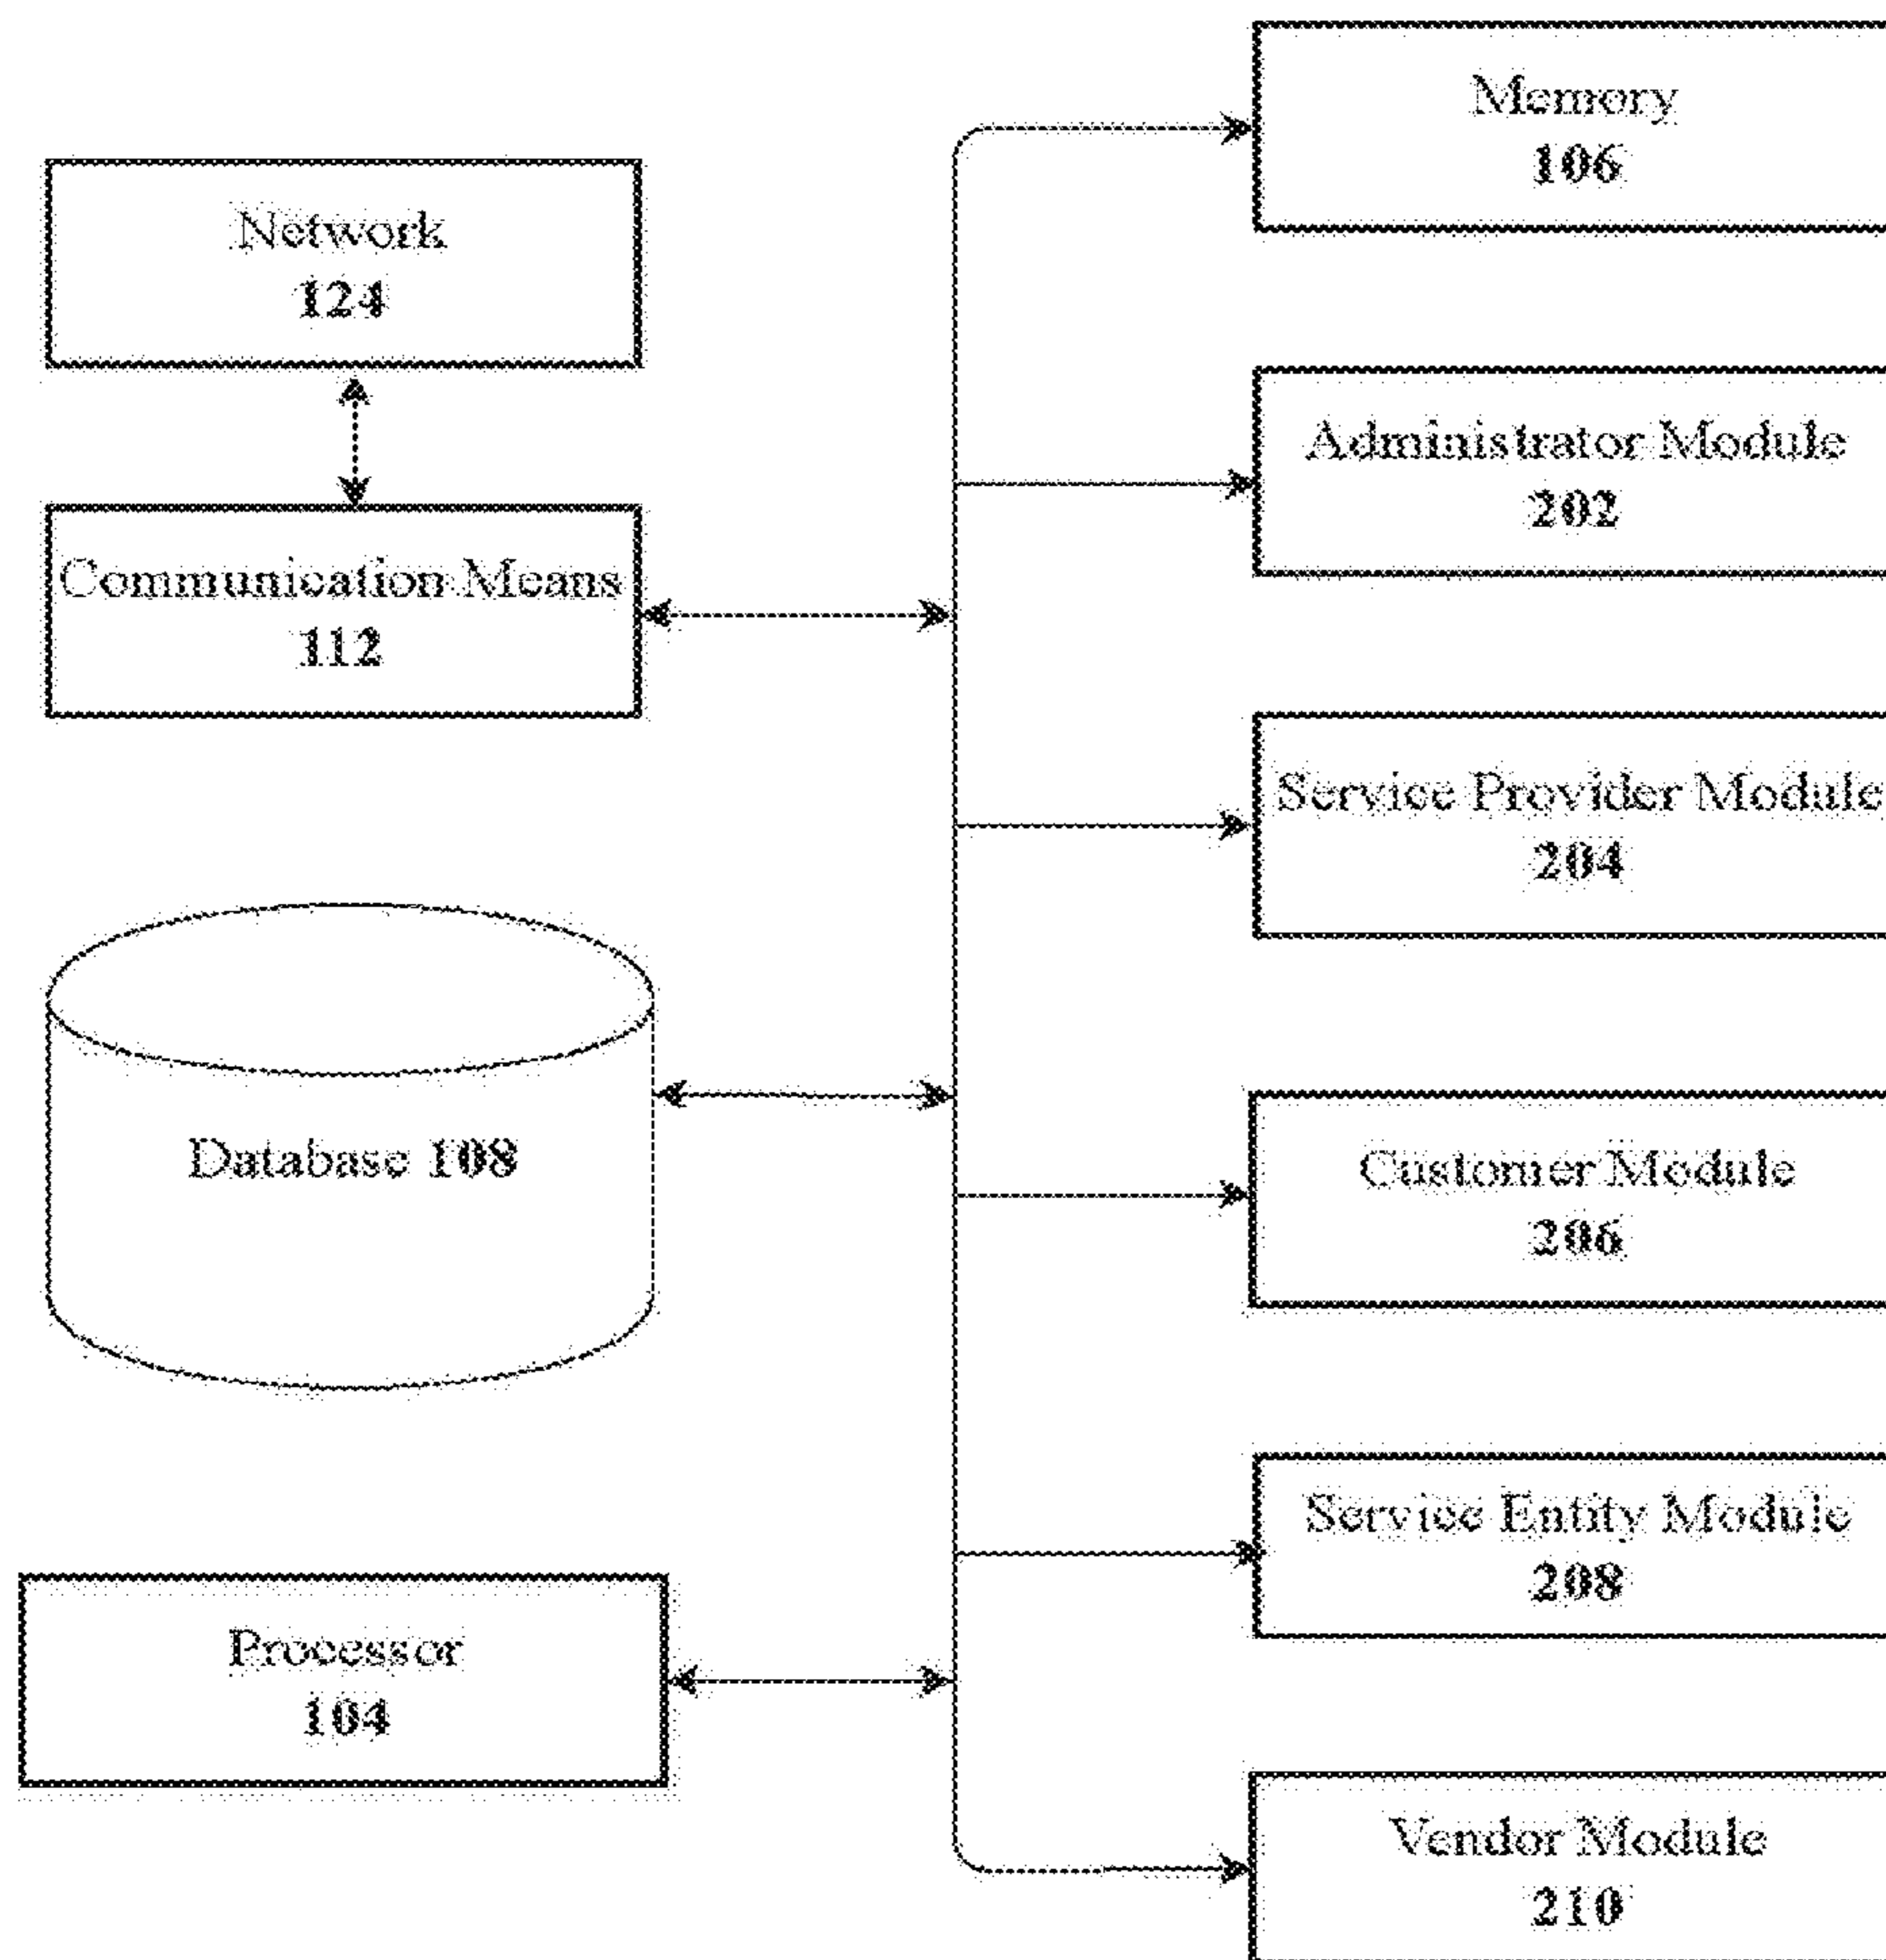 Network
124
Communication Means
112
Database 108
Processor
104
Memory
106
Administrator Module
202
Service Provider Module
204
Customer Module
206
Service Entity Module
208
Vendor Module
210